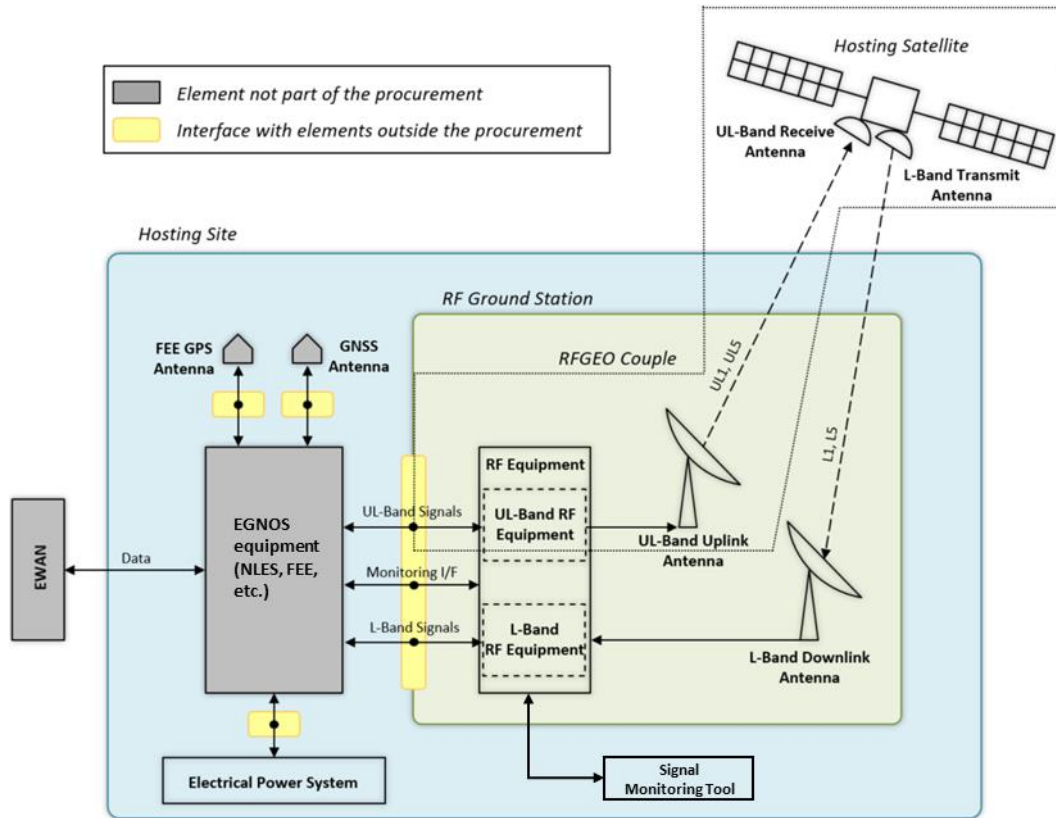 Hosting Satellite
Element not part of the procurement
Interface with elements outside the procurement
UL-Band Receive
Antenna
L-Band Transmit
Antenna
Hosting Site
RF Ground Station
RFGEO Couple
FEE GPS
Antenna
GNSS
Antenna
UL1, UL5
L1, L5
RF Equipment
UL-Band Signals
UL-Band RF
Equipment
UL-Band Uplink
Antenna
EGNOS
equipment
(NLES, FEE,
etc.)
EWAN
Data
Monitoring I/F
L-Band Signals
L-Band
RF Equipment
L-Band Downlink
Antenna
Electrical Power System
Signal
Monitoring Tool